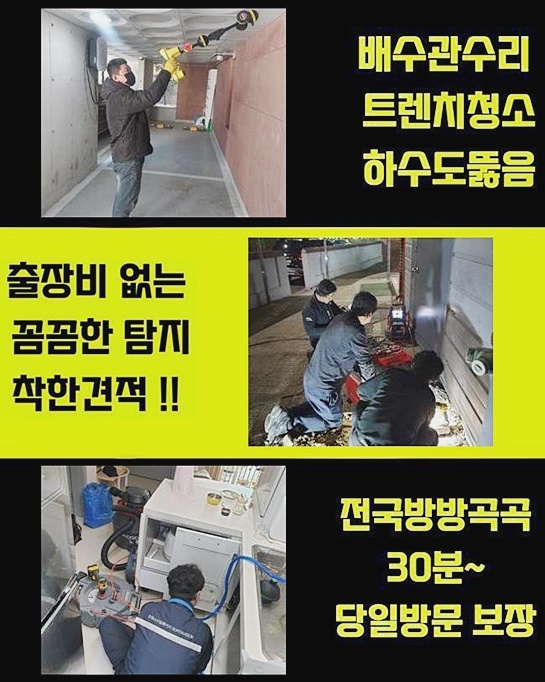 배수관수리
트렌치청소
하수도뚫음
출장비 없는
꼼꼼한 탐지
착한견적 !!
전국방방곡곡
30분~
당일방문 보장